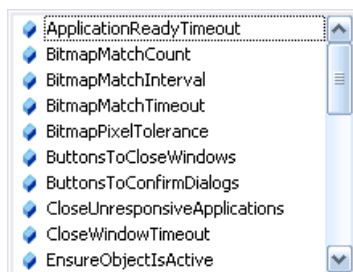 ApplicationReadyTimeout
BitmapMatchCount
BitmapMatchInterval
BitmapMatchTimeout
BitmapPixelTolerance
ButtonsToCloseWindows
ButtonsToConfirmDialogs
CloseUnresponsiveApplications
CloseWindowTimeout
EnsureObjectIsActive